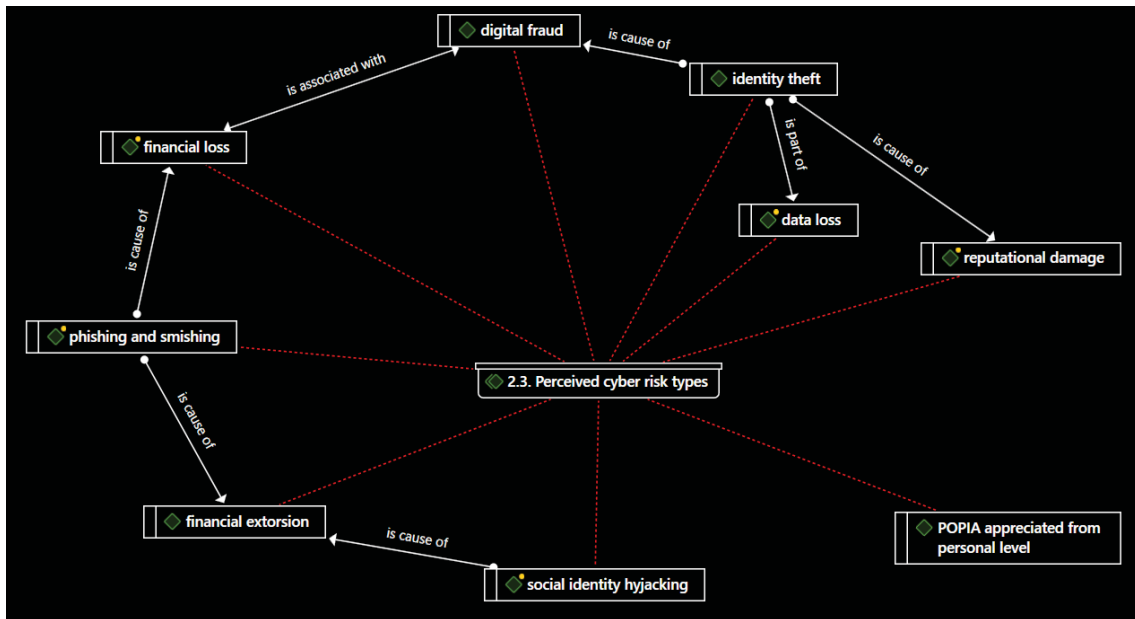 digital fraud
is cause of
identity theft
is associated with
financial loss
is part of
is cause of
data loss
reputational damage
is cause of
phishing and smishing
2.3. Perceived cyber risk types
is cause of
financial extorsion
POPIA appreciated from
personal level
is cause of
social identity hyjacking